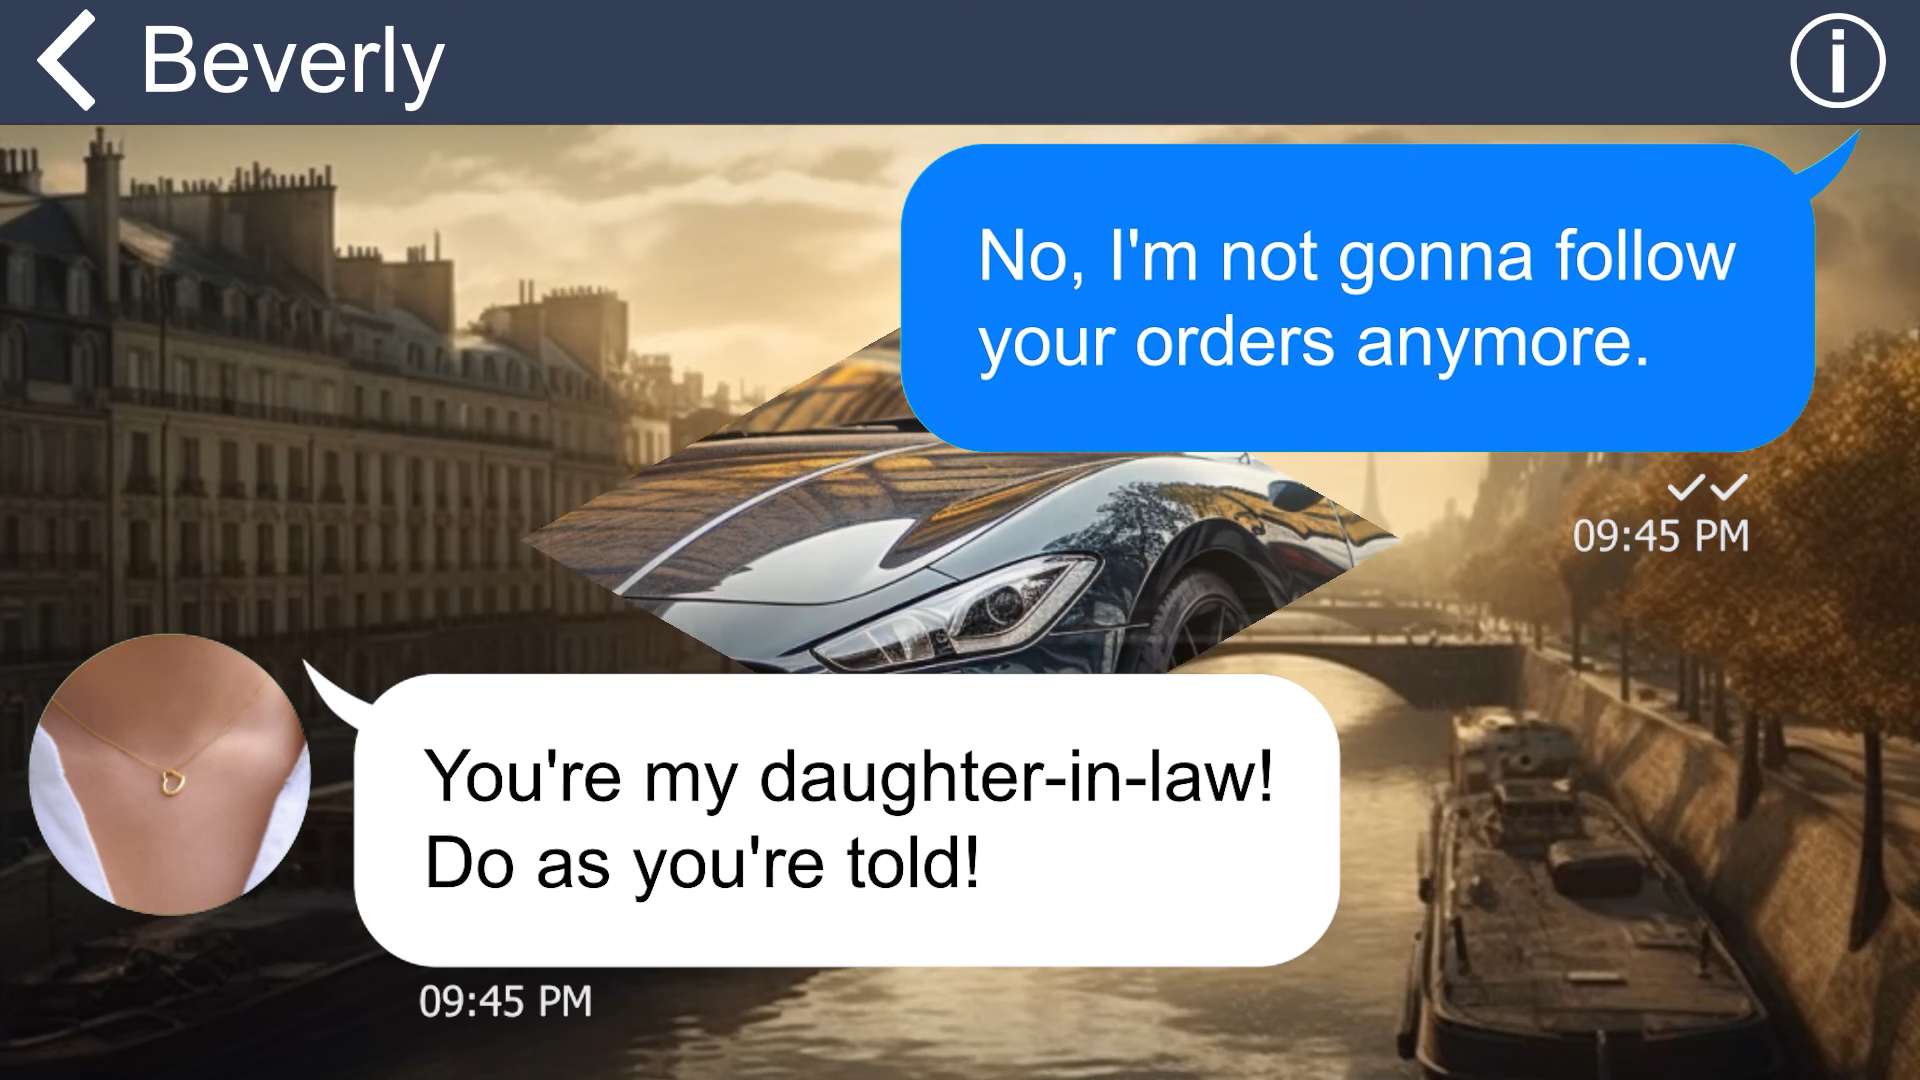 Beverly
No, I'm not gonna follow
your orders anymore.
09:45 PM
You're my daughter-in-law!
Do as you're told!
09:45 PM